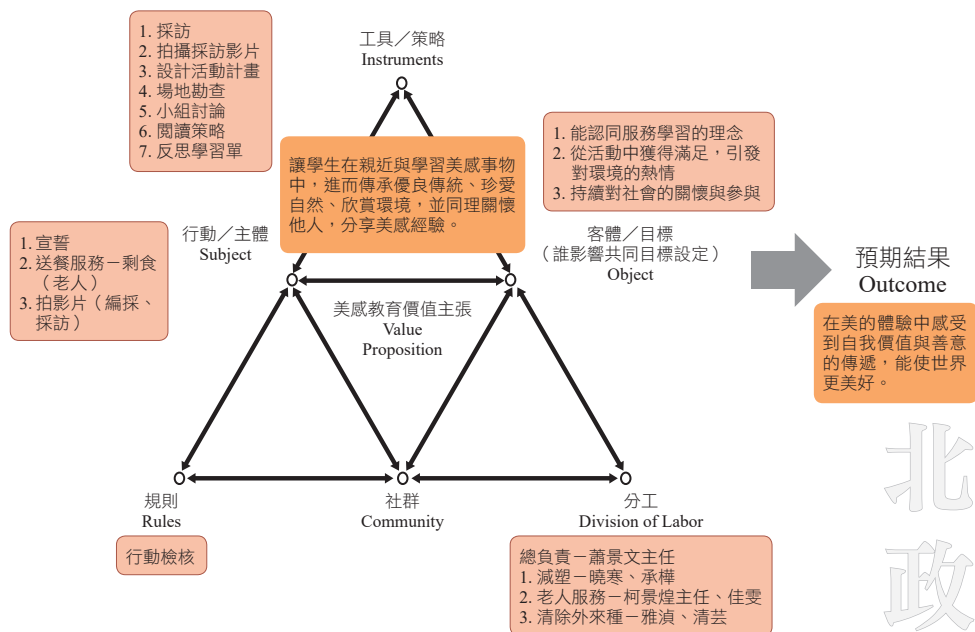 1. 採訪
2. 拍攝採訪影片
3. 設計活動計畫
4. 場地勘查
5. 小組討論
6. 閱讀策略
7. 反思學習單
工具／策略
Instruments
讓學生在親近與學習美感事物
中，進而傳承優良傳統、珍愛
自然、欣賞環境，並同理關懷
他人，分享美感經驗。
1. 能認同服務學習的理念
2. 從活動中獲得滿足，引發
對環境的熱情
3. 持續對社會的關懷與參與
1. 宣誓
2. 送餐服務－剩食
（老人）
3. 拍影片（編採、
採訪）
行動／主體
Subject
客體／目標
（誰影響共同目標設定）
Object
美感教育價值主張
Value
Proposition
預期結果
Outcome
在美的體驗中感受
到自我價值與善意
的傳遞，能使世界
更美好。
規則
Rules
行動檢核
社群
Community
分工
Division of Labor
總負責－蕭景文主任
1. 減塑－曉寒、承樺
2. 老人服務－柯景煌主任、佳雯
3. 清除外來種－雅湞、清芸
北
政